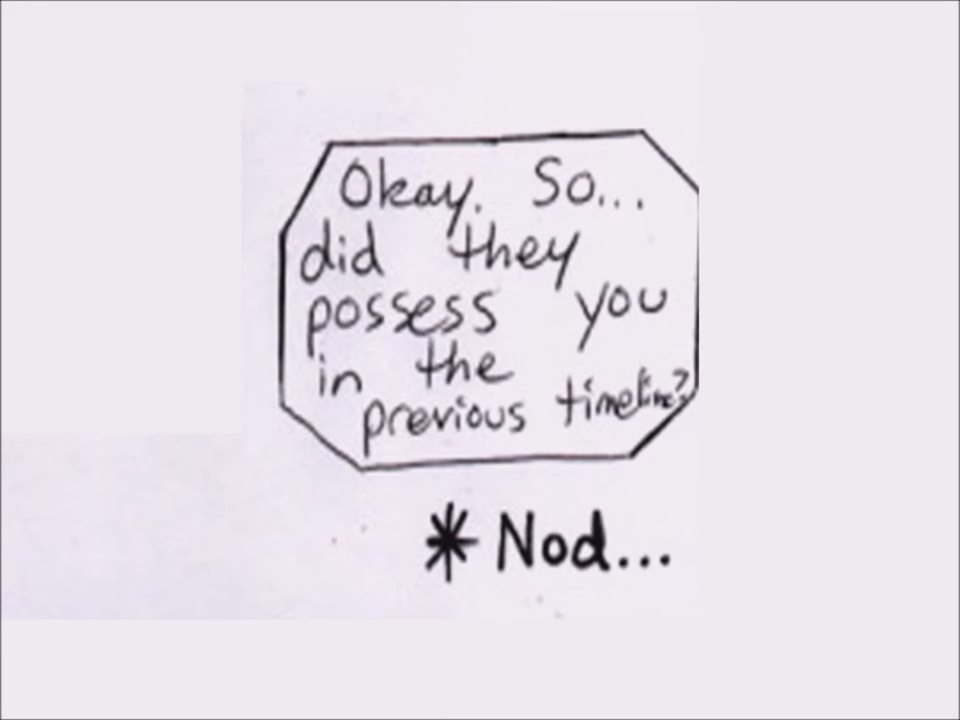 Okay. So...
did they
possess you
in the
previous timeline?
* Nod...